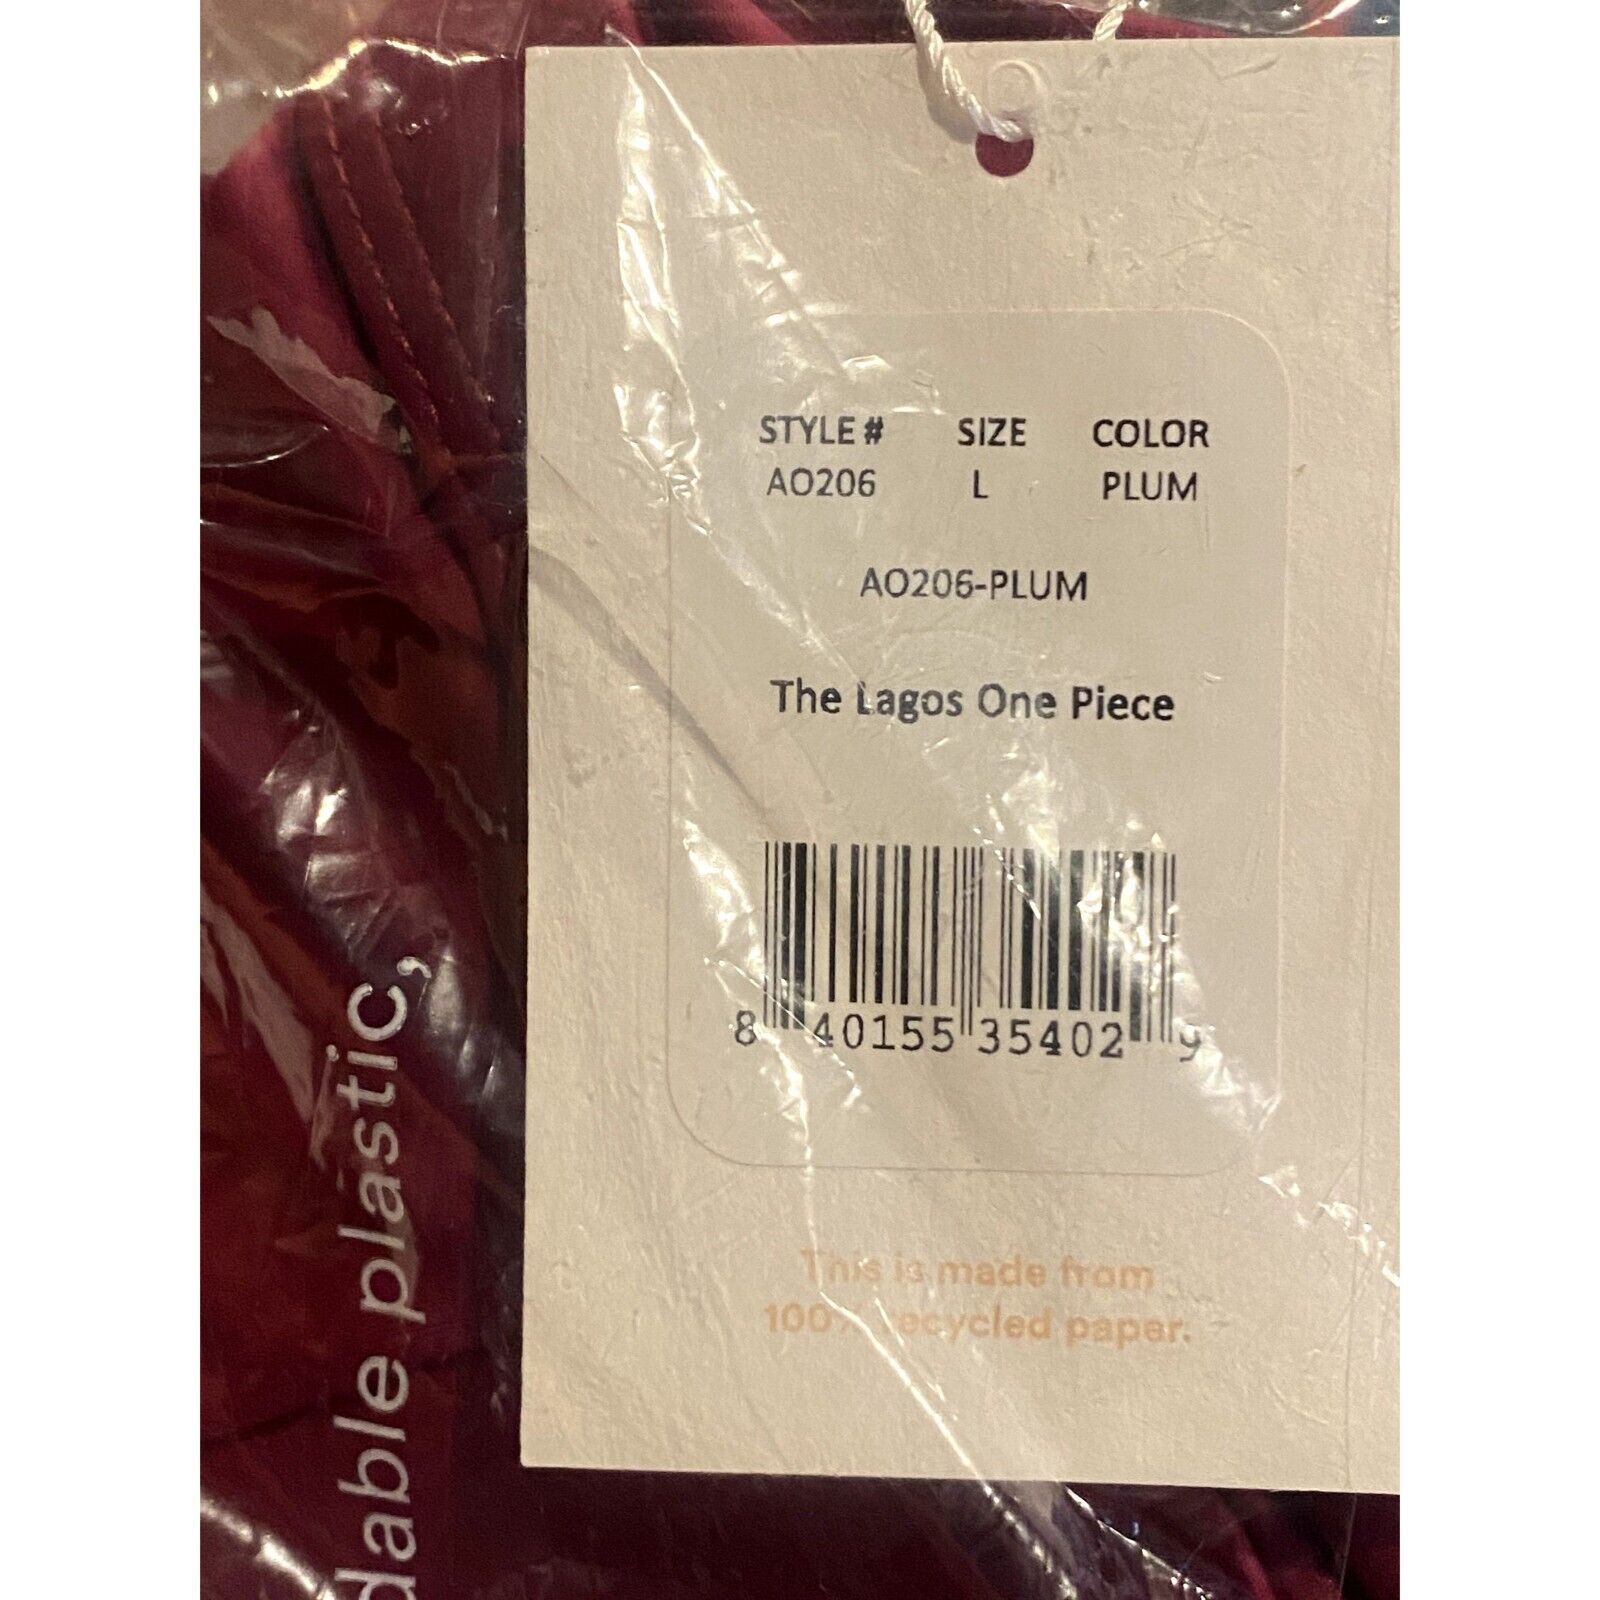 STYLE # SIZE COLOR
AO206 L PLUM
AO206-PLUM
The Lagos One Piece
8 40155 35402 9
This is made from
100% recycled paper.
dable plastic,